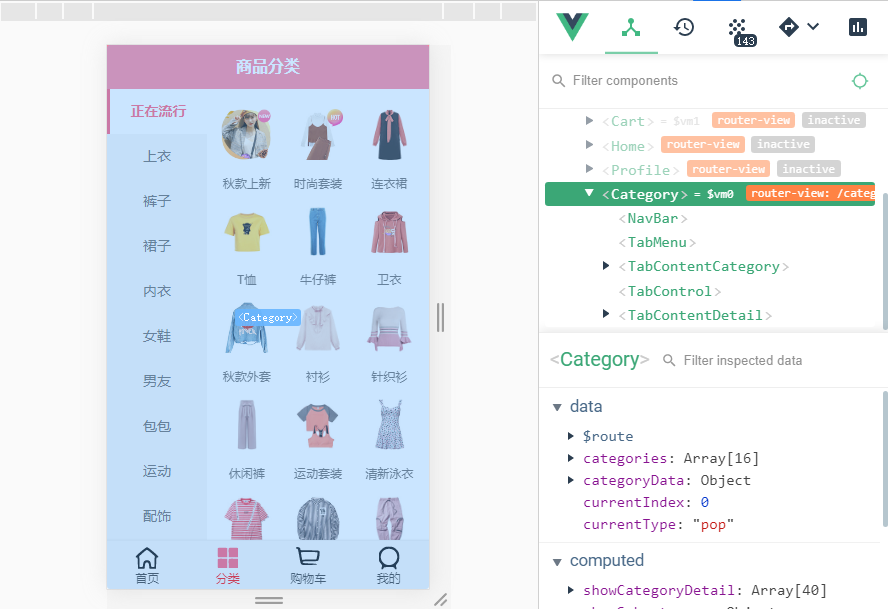 商品分类
正在流行
上衣
裤子
裙子
内衣
女鞋
男友
包包
运动
配饰
NEW
HOT
秋款上新
时尚套装
连衣裙
T恤
牛仔裤
卫衣
<Category>
秋款外套
衬衫
针织衫
休闲裤
运动套装
清新泳衣
首页
分类
购物车
我的
143
Filter components
<Cart> = $vm1 router-view inactive
<Home> router-view inactive
<Profile> router-view inactive
<Category> = $vm0 router-view: /categ
<NavBar>
<TabMenu>
<TabContentCategory>
<TabControl>
<TabContentDetail>
<Category> Filter inspected data
data
$route
categories: Array[16]
categoryData: Object
currentIndex: 0
currentType: "pop"
computed
showCategoryDetail: Array[40]